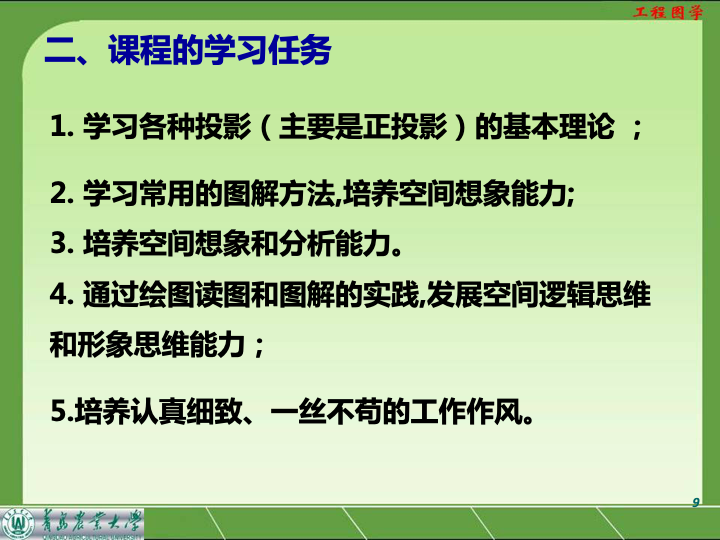 工程图学
二、课程的学习任务
1. 学习各种投影（主要是正投影）的基本理论 ；
2. 学习常用的图解方法,培养空间想象能力;
3. 培养空间想象和分析能力。
4. 通过绘图读图和图解的实践,发展空间逻辑思维
和形象思维能力；
5.培养认真细致、一丝不苟的工作作风。
9
青岛农业大学